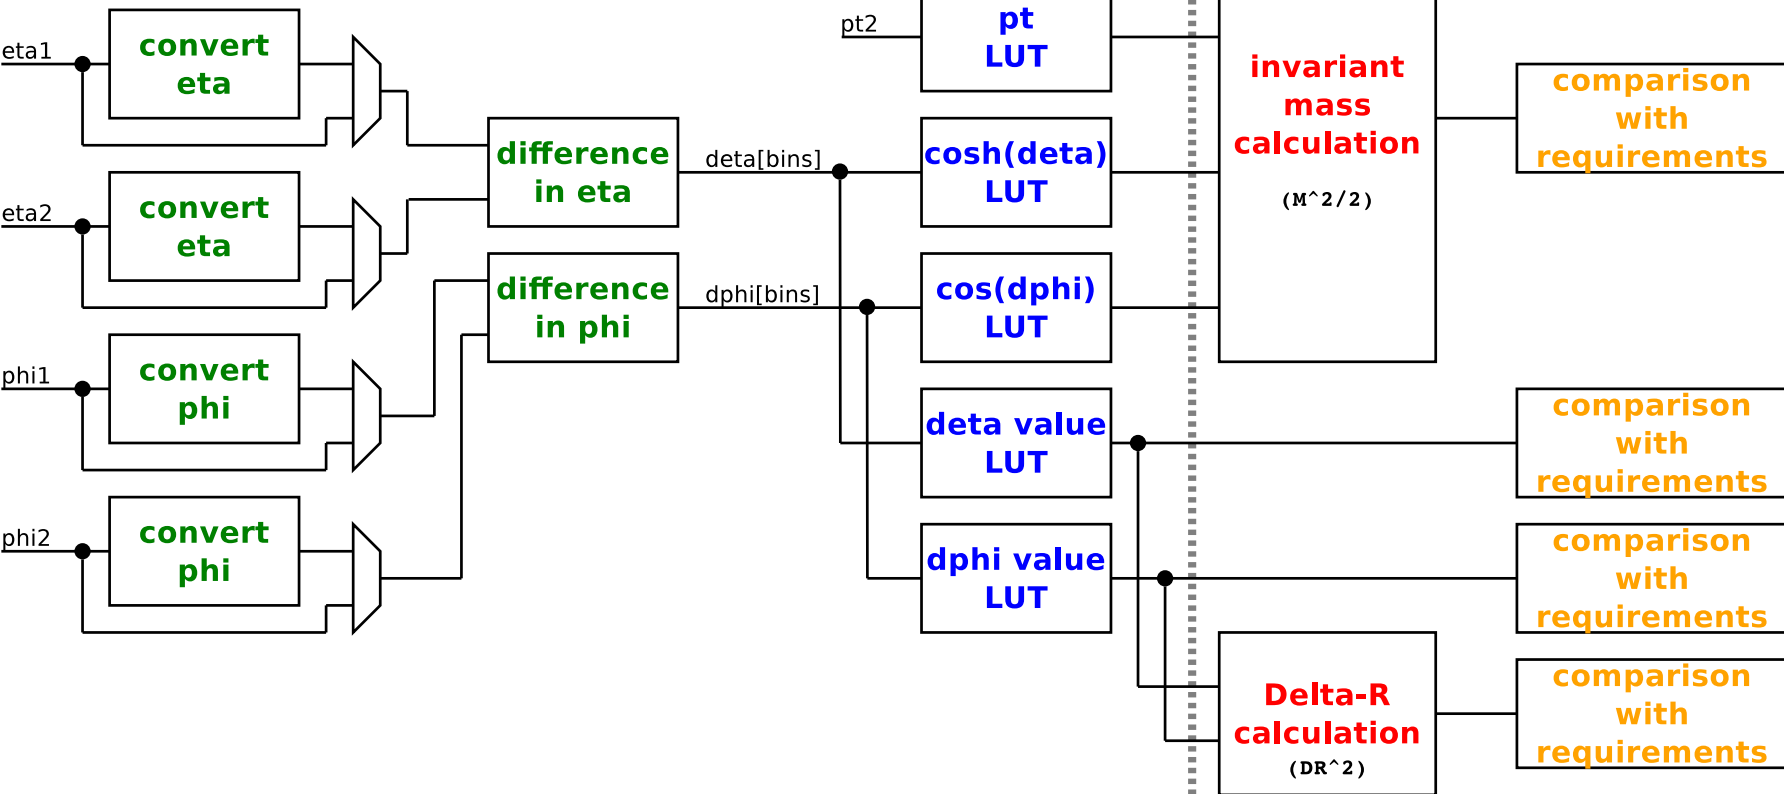 eta1
convert
eta
eta2
convert
eta
phi1
convert
phi
phi2
convert
phi
difference
in eta
difference
in phi
deta[bins]
dphi[bins]
pt2
pt
LUT
cosh(deta)
LUT
cos(dphi)
LUT
deta value
LUT
dphi value
LUT
invariant
mass
calculation
(M^2/2)
Delta-R
calculation
(DR^2)
comparison
with
requirements
comparison
with
requirements
comparison
with
requirements
comparison
with
requirements